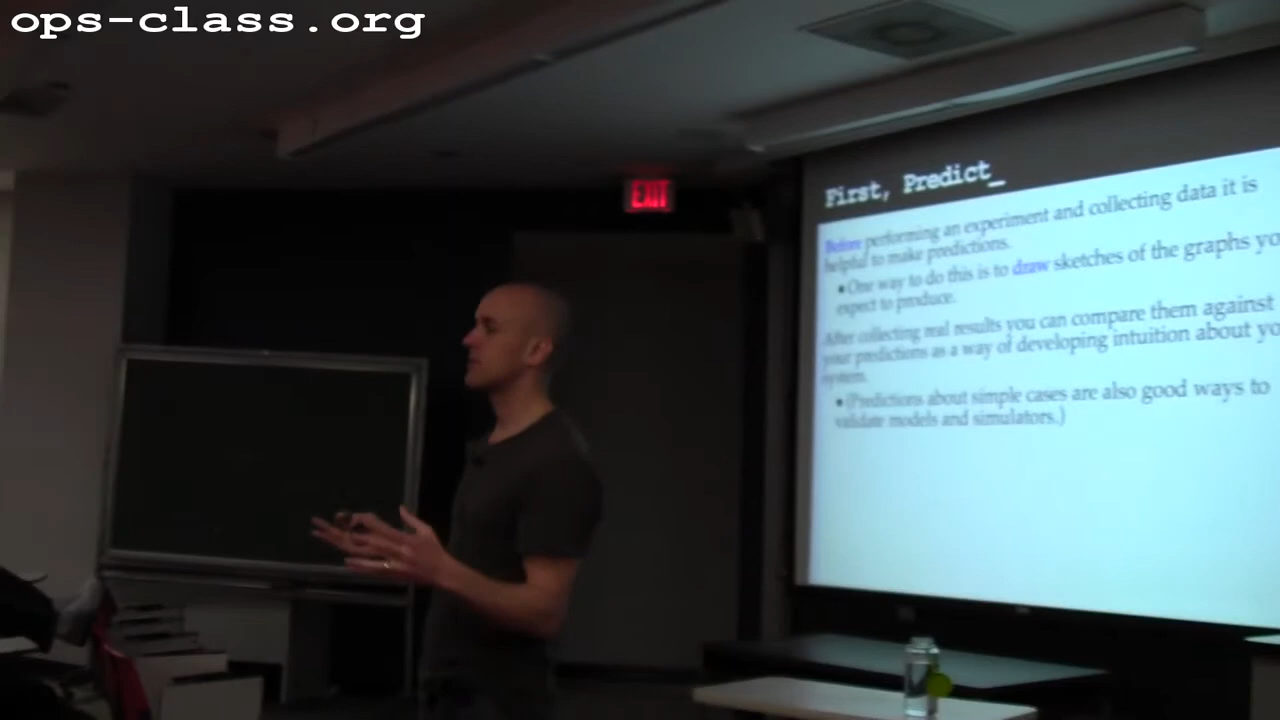 ops-class.org
EXIT
First, Predict_
Before performing an experiment and collecting data it is
helpful to make predictions.
•One way to do this is to draw sketches of the graphs yo
expect to produce.
After collecting real results you can compare them against
your predictions as a way of developing intuition about yo
system.
•(Predictions about simple cases are also good ways to
validate models and simulators.)